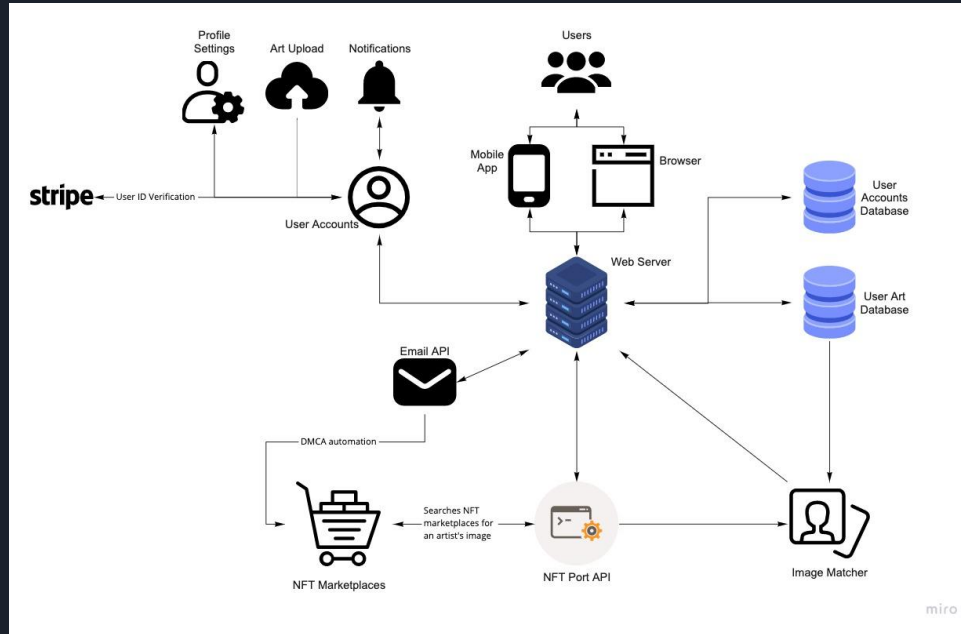 Profile
Settings
Art Upload
Notifications
Users
Mobile
App
Browser
stripe
User ID Verification
User Accounts
User
Accounts
Database
Web Server
User Art
Database
Email API
DMCA automation
Searches NFT
marketplaces for
an artist's image
NFT Marketplaces
NFT Port API
Image Matcher
miro